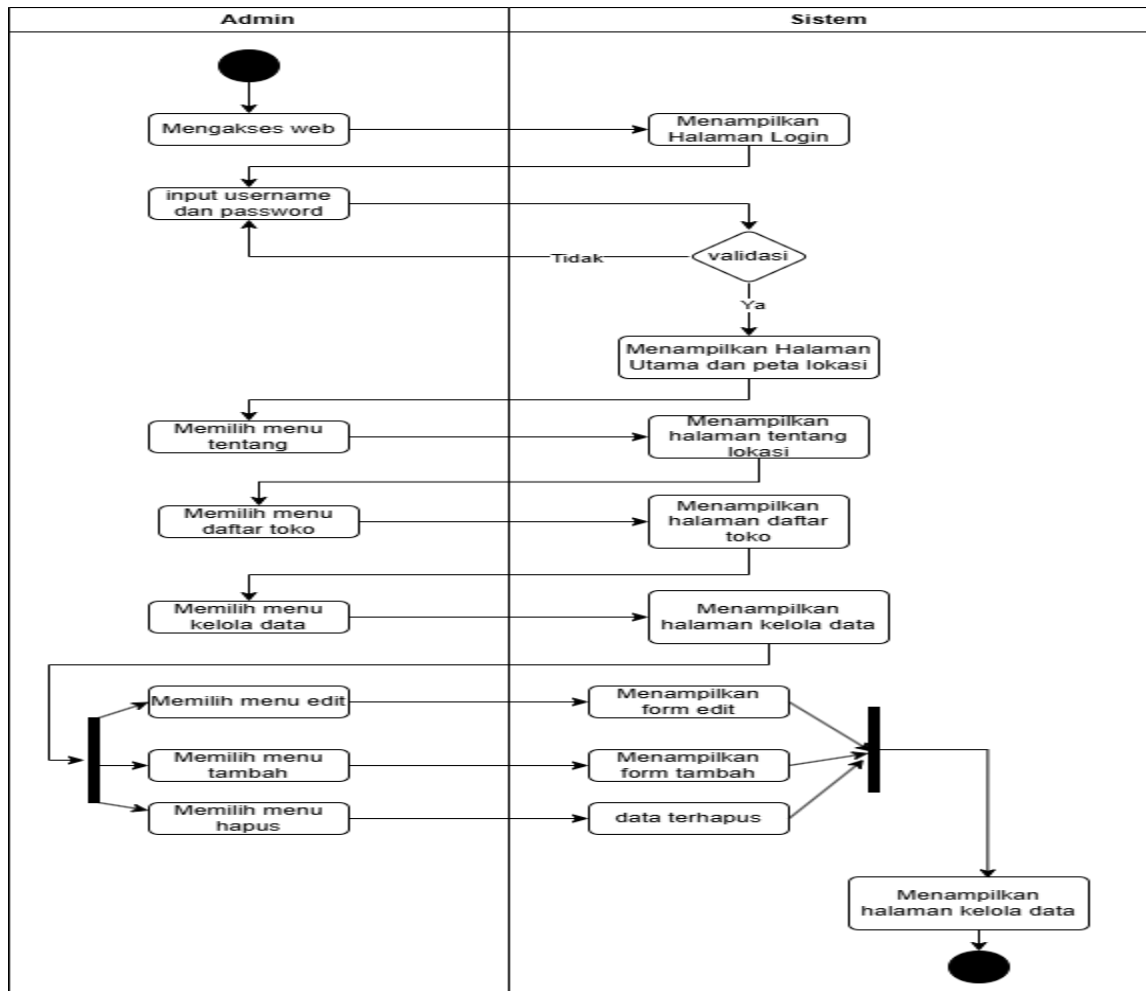 Admin
Sistem
Mengakses web
Menampilkan
Halaman Login
input username
dan password
validasi
Tidak
Ya
Menampilkan Halaman
Utama dan peta lokasi
Memilih menu
tentang
Menampilkan
halaman tentang
lokasi
Memilih menu
daftar toko
Menampilkan
halaman daftar
toko
Memilih menu
kelola data
Menampilkan
halaman kelola data
Memilih menu edit
Menampilkan
form edit
Memilih menu
tambah
Menampilkan
form tambah
Memilih menu
hapus
data terhapus
Menampilkan
halaman kelola data